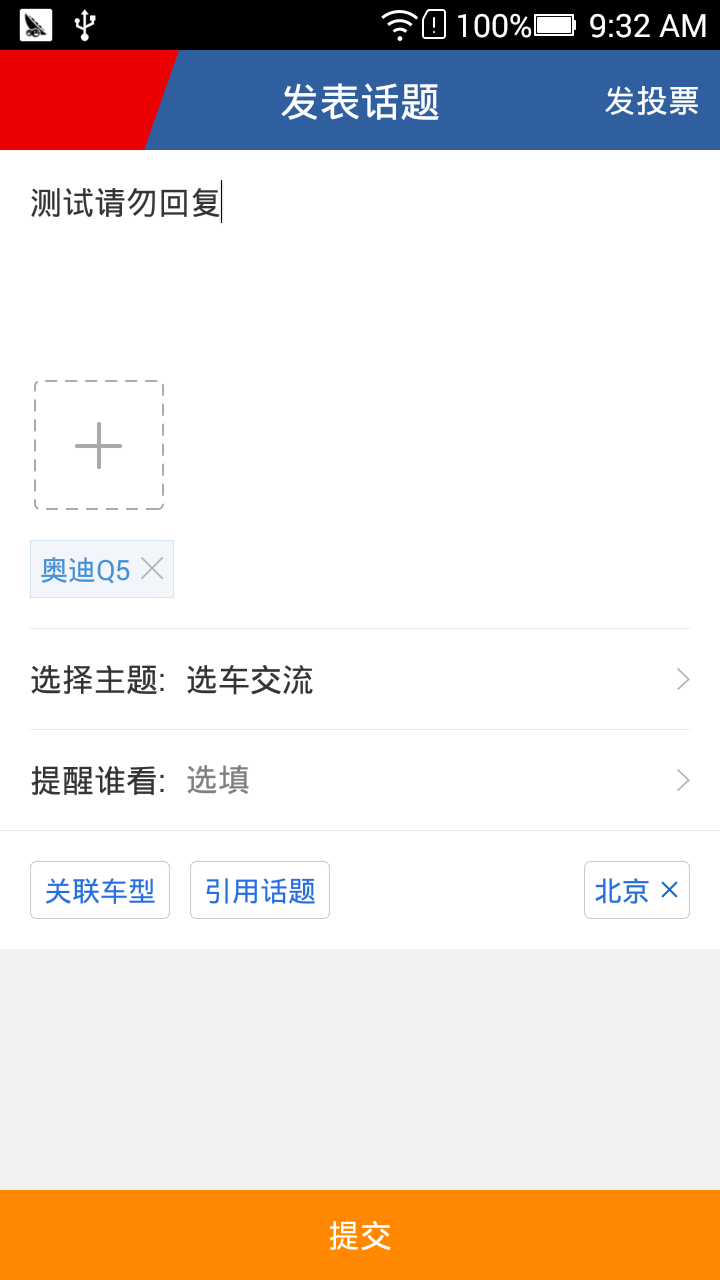 100% 9:32 AM
发表话题 发投票
测试请勿回复
奥迪Q5
选择主题: 选车交流
提醒谁看: 选填
关联车型 引用话题 北京
提交